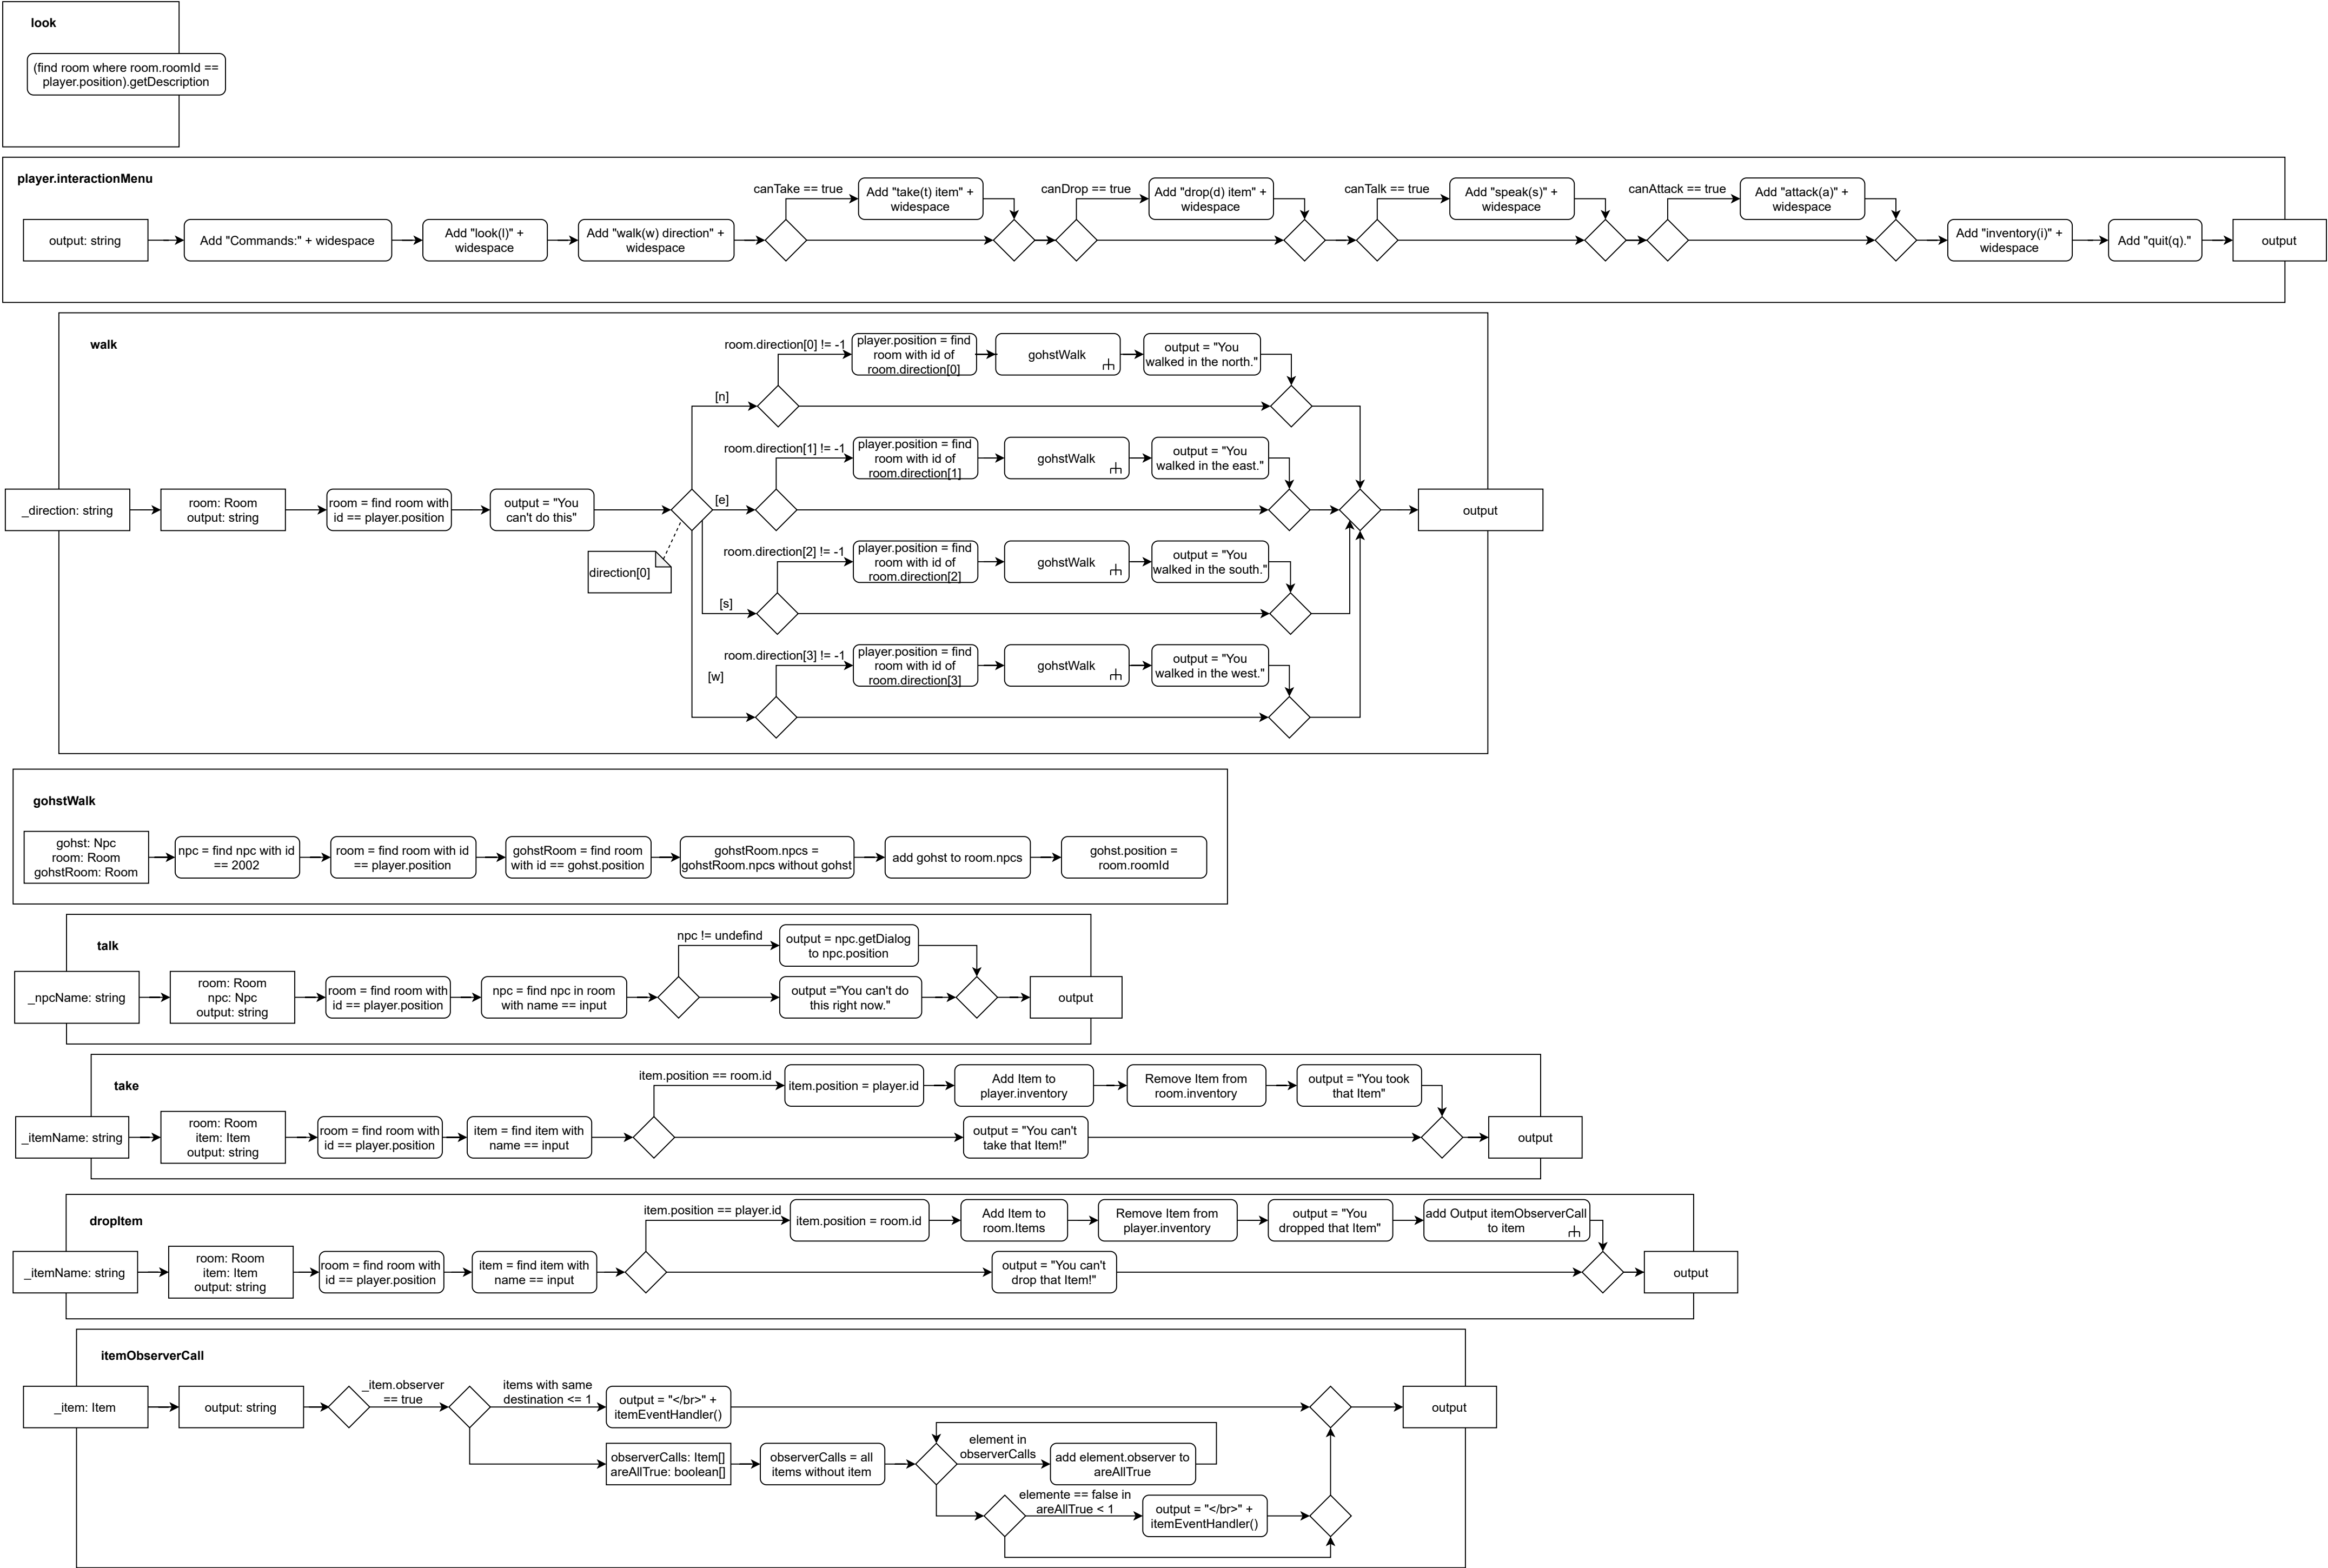 look
(find room where room.roomId ==
player.position).getDescription
player.interactionMenu
output: string
Add "Commands:" + widespace
Add "look(l)" +
widespace
Add "walk(w) direction" +
widespace
canTake == true
Add "take(t) item" +
widespace
canDrop == true
Add "drop(d) item" +
widespace
canTalk == true
Add "speak(s)" +
widespace
canAttack == true
Add "attack(a)" +
widespace
Add "inventory(i)" +
widespace
Add "quit(q)."
output
walk
_direction: string
room: Room
output: string
room = find room with
id == player.position
output = "You
can't do this"
direction[0]
[n]
room.direction[0] != -1
player.position = find
room with id of
room.direction[0]
gohstWalk
output = "You
walked in the north."
[e]
room.direction[1] != -1
player.position = find
room with id of
room.direction[1]
gohstWalk
output = "You
walked in the east."
[s]
room.direction[2] != -1
player.position = find
room with id of
room.direction[2]
gohstWalk
output = "You
walked in the south."
[w]
room.direction[3] != -1
player.position = find
room with id of
room.direction[3]
gohstWalk
output = "You
walked in the west."
output
gohstWalk
gohst: Npc
room: Room
gohstRoom: Room
npc = find npc with id
== 2002
room = find room with id
== player.position
gohstRoom = find room
with id == gohst.position
gohstRoom.npcs =
gohstRoom.npcs without gohst
add gohst to room.npcs
gohst.position =
room.roomId
talk
_npcName: string
room: Room
npc: Npc
output: string
room = find room with
id == player.position
npc = find npc in room
with name == input
npc != undefind
output = npc.getDialog
to npc.position
output ="You can't do
this right now."
output
take
_itemName: string
room: Room
item: Item
output: string
room = find room with
id == player.position
item = find item with
name == input
item.position == room.id
item.position = player.id
Add Item to
player.inventory
Remove Item from
room.inventory
output = "You took
that Item"
output = "You can't
take that Item!"
output
dropItem
_itemName: string
room: Room
item: Item
output: string
room = find room with
id == player.position
item = find item with
name == input
item.position == player.id
item.position = room.id
Add Item to
room.Items
Remove Item from
player.inventory
output = "You
dropped that Item"
add Output itemObserverCall
to item
output = "You can't
drop that Item!"
output
itemObserverCall
_item: Item
output: string
_item.observer
== true
items with same
destination <= 1
output = "</br>" +
itemEventHandler()
observerCalls: Item[]
areAllTrue: boolean[]
observerCalls = all
items without item
element in
observerCalls
add element.observer to
areAllTrue
elemente == false in
areAllTrue < 1
output = "</br>" +
itemEventHandler()
output